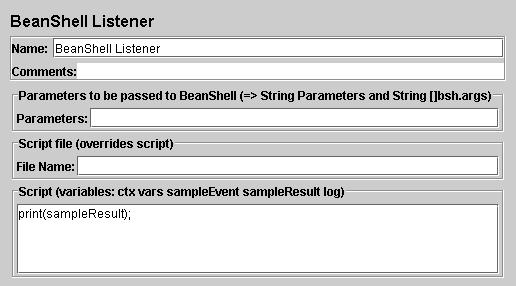 BeanShell Listener
Name: BeanShell Listener
Comments:
Parameters to be passed to BeanShell (=> String Parameters and String []bsh.args)
Parameters:
Script file (overrides script)
File Name:
Script (variables: ctx vars sampleEvent sampleResult log)
print(sampleResult);